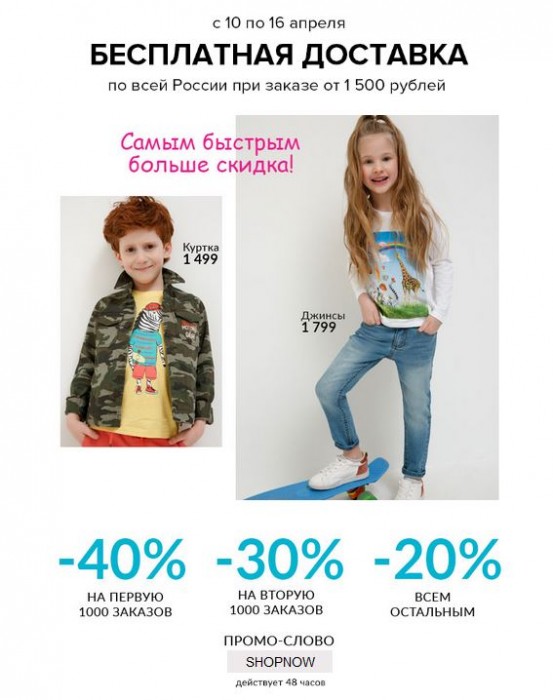 с 10 по 16 апреля
БЕСПЛАТНАЯ ДОСТАВКА
по всей России при заказе от 1 500 рублей
Самым быстрым
больше скидка!
Куртка
1 499
Джинсы
1 799
-40%
НА ПЕРВУЮ
1000 ЗАКАЗОВ
-30%
НА ВТОРУЮ
1000 ЗАКАЗОВ
-20%
ВСЕМ
ОСТАЛЬНЫМ
ПРОМО-СЛОВО
SHOPNOW
действует 48 часов